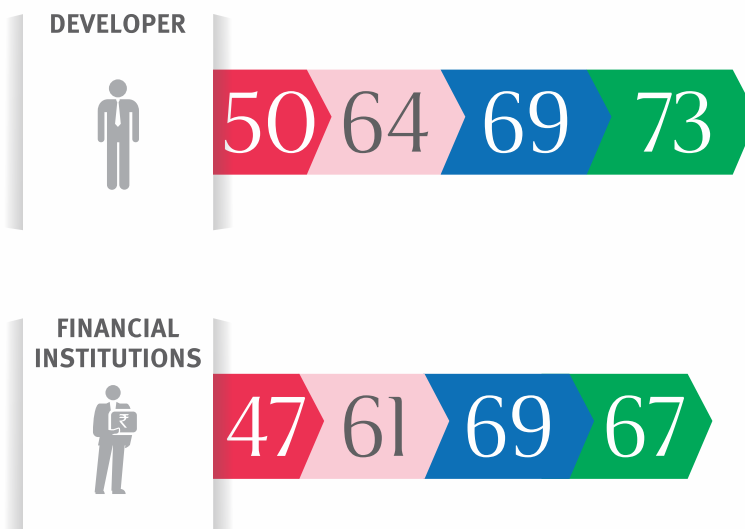 DEVELOPER
50 64 69 73
FINANCIAL
INSTITUTIONS
₹
47 61 69 67